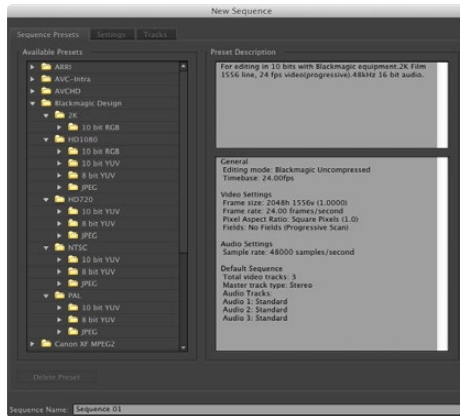 New Sequence
Sequence Presets
Settings
Tracks
Available Presets
ARRI
AVC-Intra
AVCHD
Blackmagic Design
2K
10 bit RGB
HD1080
10 bit RGB
10 bit YUV
8 bit YUV
JPEG
HD720
10 bit YUV
8 bit YUV
JPEG
NTSC
10 bit YUV
8 bit YUV
JPEG
PAL
10 bit YUV
8 bit YUV
JPEG
Canon XF MPEG2
Delete Preset
Preset Description
For editing in 10 bits with Blackmagic equipment.2K Film
1556 line, 24 fps video(progressive).48kHz 16 bit audio.
General
Editing mode: Blackmagic Uncompressed
Timebase: 24.00fps
Video Settings
Frame size: 2048h 1556v (1.0000)
Frame rate: 24.00 frames/second
Pixel Aspect Ratio: Square Pixels (1.0)
Fields: No Fields (Progressive Scan)
Audio Settings
Sample rate: 48000 samples/second
Default Sequence
Total video tracks: 3
Master track type: Stereo
Audio Tracks:
Audio 1: Standard
Audio 2: Standard
Audio 3: Standard
Sequence Name: Sequence 01